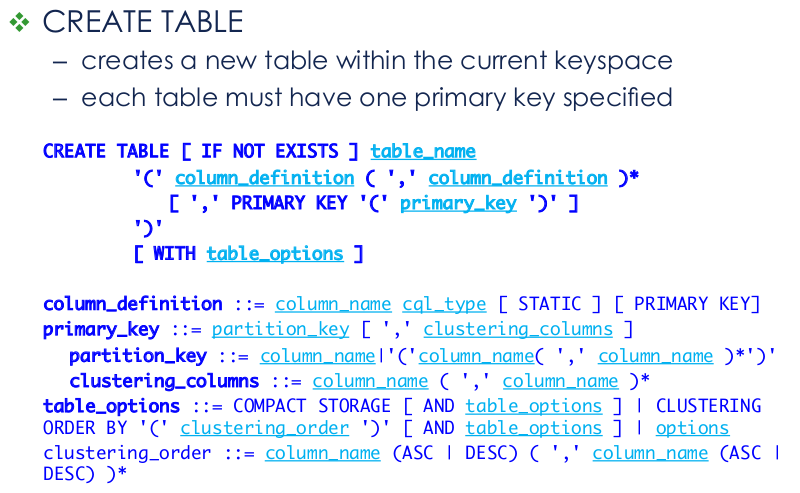 ❖ CREATE TABLE
– creates a new table within the current keyspace
– each table must have one primary key specified
CREATE TABLE [ IF NOT EXISTS ] table_name
'(' column_definition ( ',' column_definition )*
[ ',' PRIMARY KEY '(' primary_key ')' ]
')'
[ WITH table_options ]
column_definition ::= column_name cql_type [ STATIC ] [ PRIMARY KEY]
primary_key ::= partition_key [ ',' clustering_columns ]
partition_key ::= column_name|'('column_name( ',' column_name )*')'
clustering_columns ::= column_name ( ',' column_name )*
table_options ::= COMPACT STORAGE [ AND table_options ] | CLUSTERING
ORDER BY '(' clustering_order ')' [ AND table_options ] | options
clustering_order ::= column_name (ASC | DESC) ( ',' column_name (ASC |
DESC) )*